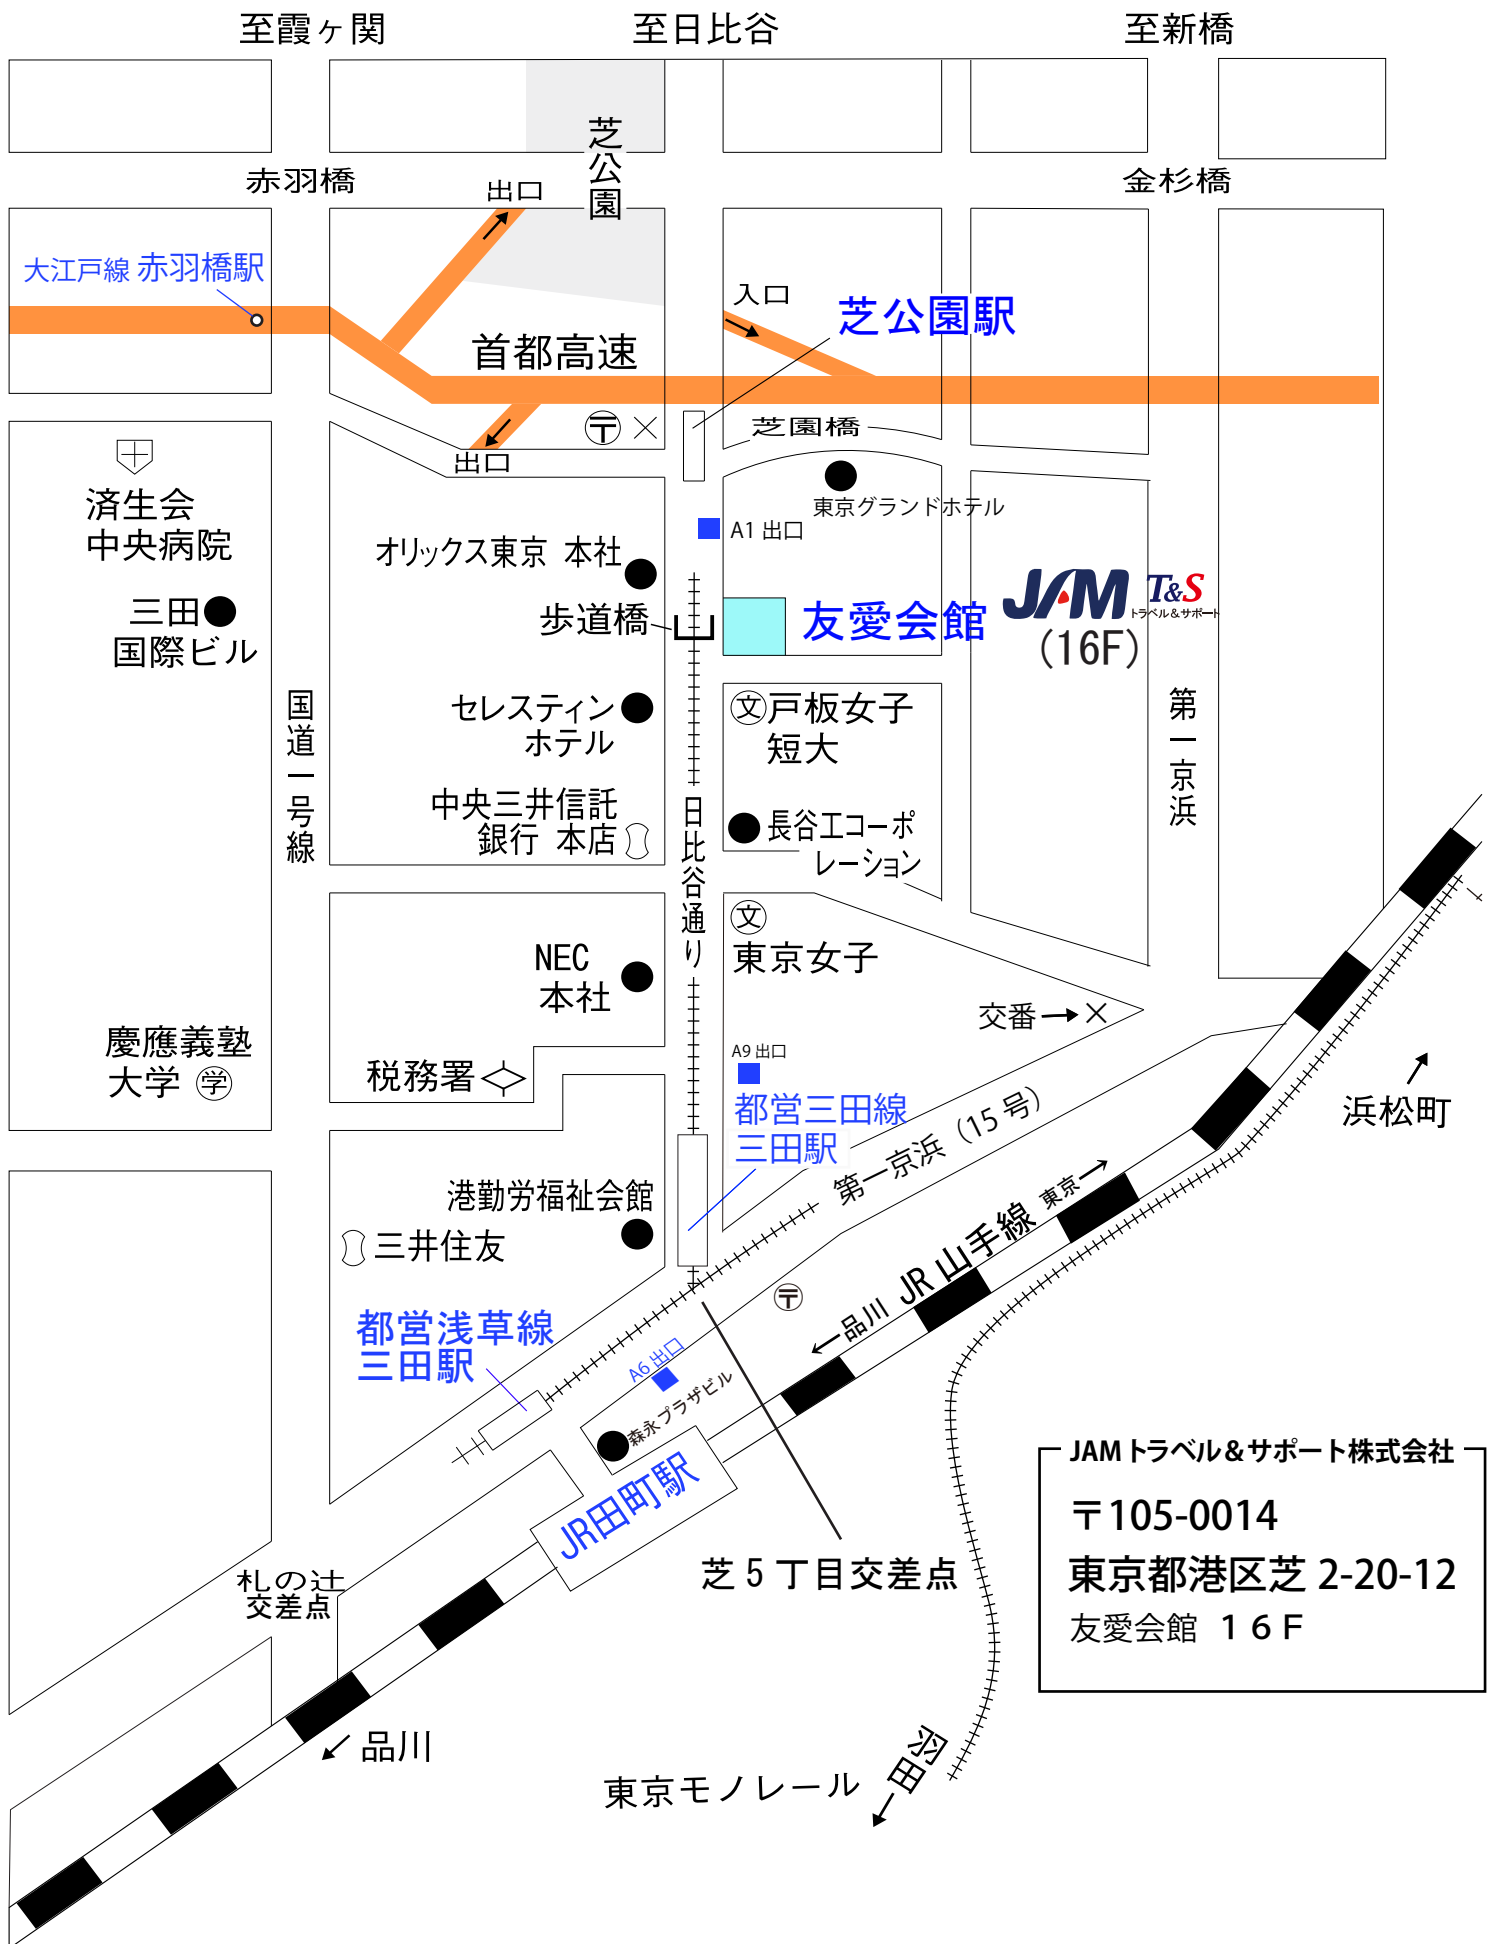 至霞ヶ関
至日比谷
至新橋
芝公園
赤羽橋
出口
金杉橋
大江戸線 赤羽橋駅
入口
芝公園駅
首都高速
〒
芝園橋
出口
済生会
中央病院
東京グランドホテル
A1 出口
オリックス東京 本社
JAM T&S
トラベル&サポート
(16F)
三田
国際ビル
歩道橋
友愛会館
国道一号線
セレスティン
ホテル
文
戸板女子
短大
第一京浜
中央三井信託
銀行 本店
日比谷通り
長谷工コーポ
レーション
文
東京女子
NEC
本社
交番
慶應義塾
大学
学
税務署
A9 出口
都営三田線
三田駅
浜松町
第一京浜（15 号）
港勤労福祉会館
三井住友
東京
JR 山手線
品川
〒
都営浅草線
三田駅
A6 出口
森永プラザビル
JR田町駅
芝 5 丁目交差点
JAMトラベル&サポート株式会社
〒105-0014
東京都港区芝 2-20-12
友愛会館 １６Ｆ
札の辻
交差点
品川
東京モノレール
羽田